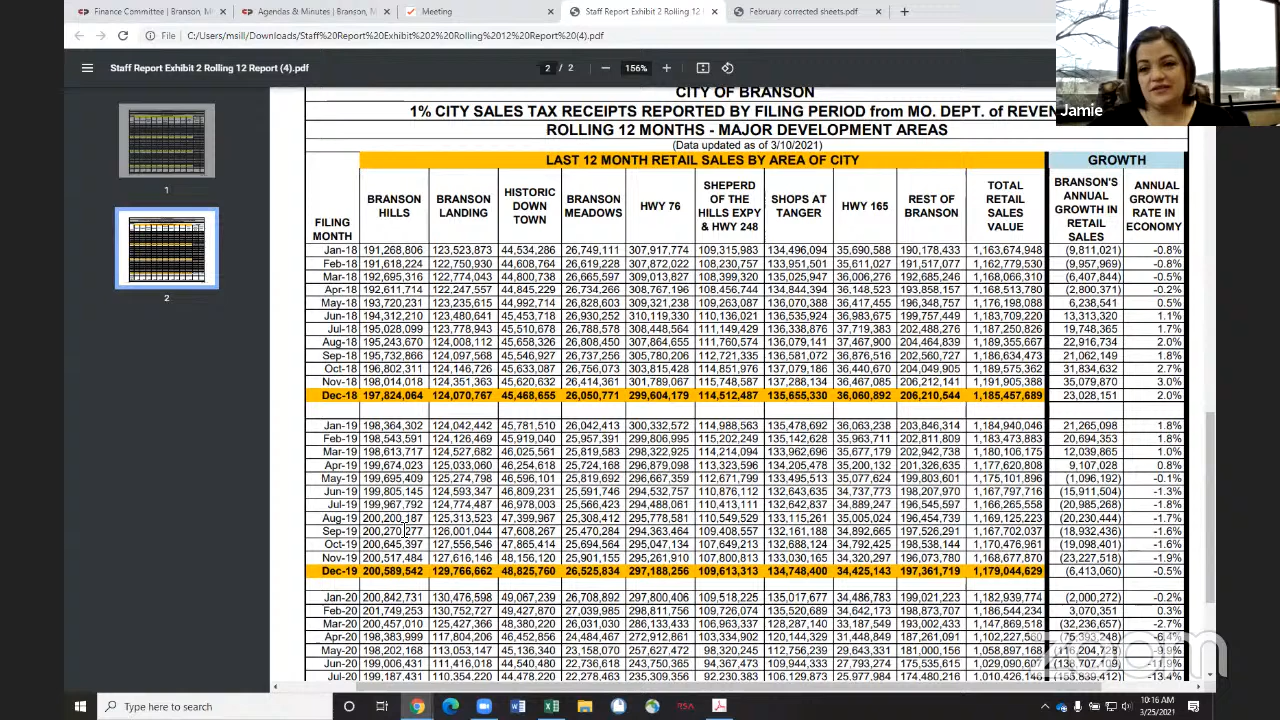 Finance Committee | Branson, M
Agendas & Minutes | Branson, M
Meeting
Staff Report Exhibit 2 Rolling 12
February corrected sheets.pdf
File | C:/Users/msill/Downloads/Staff%20Report%20Exhibit%202%20Rolling%2012%20Report%20(4).pdf
Staff Report Exhibit 2 Rolling 12 Report (4).pdf
2 / 2
156%
Jamie
1
2
CITY OF BRANSON
1% CITY SALES TAX RECEIPTS REPORTED BY FILING PERIOD from MO. DEPT. of REVEN
ROLLING 12 MONTHS - MAJOR DEVELOPMENT AREAS
(Data updated as of 3/10/2021)
LAST 12 MONTH RETAIL SALES BY AREA OF CITY GROWTH
FILING MONTH BRANSON HILLS BRANSON LANDING HISTORIC DOWN TOWN BRANSON MEADOWS HWY 76 SHEPERD OF THE HILLS EXPY & HWY 248 SHOPS AT TANGER HWY 165 REST OF BRANSON TOTAL RETAIL SALES VALUE BRANSON'S ANNUAL GROWTH IN RETAIL SALES ANNUAL GROWTH RATE IN ECONOMY
Jan-18 191,268,806 123,523,873 44,534,286 26,749,111 307,917,774 109,315,983 134,496,094 35,690,588 190,178,433 1,163,674,948 (9,811,021) -0.8%
Feb-18 191,618,224 122,750,930 44,608,764 26,619,228 307,872,022 108,230,757 133,951,501 35,611,027 191,517,077 1,162,779,530 (9,957,969) -0.8%
Mar-18 192,695,316 122,774,043 44,800,738 26,665,597 309,013,827 108,399,320 135,025,947 36,006,276 192,685,246 1,168,066,310 (6,407,844) -0.5%
Apr-18 192,611,714 122,247,557 44,845,229 26,734,266 308,767,196 108,456,744 134,844,394 36,148,523 193,858,157 1,168,513,780 (2,800,371) -0.2%
May-18 193,720,231 123,235,615 44,992,714 26,828,603 309,321,238 109,263,087 136,070,388 36,417,455 196,348,757 1,176,198,088 6,238,541 0.5%
Jun-18 194,312,210 123,480,641 45,453,718 26,930,252 310,119,330 110,136,021 136,535,924 36,983,675 199,757,449 1,183,709,220 13,313,320 1.1%
Jul-18 195,028,099 123,778,943 45,510,678 26,788,578 308,448,564 111,149,429 136,338,876 37,719,383 202,488,276 1,187,250,826 19,748,365 1.7%
Aug-18 195,243,670 124,008,112 45,658,326 26,808,450 307,864,655 111,760,574 136,079,141 37,467,900 204,464,839 1,189,355,667 22,916,734 2.0%
Sep-18 195,732,866 124,097,568 45,546,927 26,737,256 305,780,206 112,721,335 136,581,072 36,876,516 202,560,727 1,186,634,473 21,062,149 1.8%
Oct-18 196,802,311 124,146,726 45,633,087 26,756,073 303,815,428 114,851,976 137,079,186 36,440,670 204,049,905 1,189,575,362 31,834,632 2.7%
Nov-18 198,014,018 124,351,363 45,620,632 26,414,361 301,789,067 115,748,587 137,288,134 36,467,085 206,212,141 1,191,905,388 35,079,870 3.0%
Dec-18 197,824,064 124,070,767 45,468,655 26,050,771 299,604,179 114,512,487 135,655,330 36,060,892 206,210,544 1,185,457,689 23,028,151 2.0%
Jan-19 198,364,302 124,042,442 45,781,510 26,042,413 300,332,572 114,988,563 135,478,692 36,063,238 203,846,314 1,184,940,046 21,265,098 1.8%
Feb-19 198,543,591 124,126,469 45,919,040 25,957,391 299,806,995 115,202,249 135,142,628 35,963,711 202,811,809 1,183,473,883 20,694,353 1.8%
Mar-19 198,613,717 124,527,682 46,025,561 25,819,583 298,322,925 114,214,094 133,962,696 35,677,179 202,942,738 1,180,106,175 12,039,865 1.0%
Apr-19 199,674,023 125,033,060 46,254,618 25,724,168 296,879,098 113,323,596 134,205,478 35,200,132 201,326,635 1,177,620,808 9,107,028 0.8%
May-19 199,695,409 125,274,798 46,596,101 25,819,692 296,667,359 112,671,799 133,495,513 35,077,159 199,803,601 1,175,101,896 (1,096,192) -0.1%
Jun-19 199,805,145 124,593,347 46,809,231 25,591,746 294,532,757 110,876,112 132,643,635 34,737,773 198,207,970 1,167,797,716 (15,911,504) -1.3%
Jul-19 199,967,792 124,874,487 46,978,003 25,566,423 294,488,061 110,413,111 132,642,837 34,889,247 196,545,597 1,166,265,558 (20,985,268) -1.8%
Aug-19 200,200,187 125,313,523 47,399,967 25,308,412 295,778,581 110,549,529 133,115,261 35,005,024 196,454,739 1,169,125,223 (20,230,444) -1.7%
Sep-19 200,270,277 126,001,044 47,608,267 25,470,284 294,363,464 109,408,557 132,161,188 34,892,665 197,526,291 1,167,702,037 (18,932,436) -1.6%
Oct-19 200,645,397 127,556,546 47,865,414 25,694,564 295,047,134 107,649,213 132,688,124 34,792,425 198,538,144 1,170,476,961 (19,098,401) -1.6%
Nov-19 200,517,484 127,616,146 48,156,120 25,901,155 295,261,910 107,800,813 133,030,165 34,320,192 196,073,780 1,168,677,870 (23,227,518) -1.9%
Dec-19 200,589,542 129,766,662 48,825,760 26,525,834 297,188,256 109,613,313 134,748,400 34,425,143 197,361,719 1,179,044,629 (6,413,060) -0.5%
Jan-20 200,842,731 130,476,598 49,067,239 26,708,892 297,800,406 109,518,225 135,017,677 34,486,783 199,021,223 1,182,939,774 (2,000,272) -0.2%
Feb-20 201,749,253 130,752,727 49,427,870 27,039,985 298,811,756 109,726,074 135,520,689 34,642,173 198,873,707 1,186,544,234 3,070,351 0.3%
Mar-20 200,457,010 125,427,366 48,380,220 26,031,030 286,133,433 106,963,337 128,287,140 33,187,549 193,002,433 1,147,869,518 (32,236,657) -2.7%
Apr-20 198,383,999 117,804,206 46,452,856 24,484,467 272,912,861 103,334,902 120,144,329 31,448,849 187,261,091 1,102,227,560 (75,393,248) -6.4%
May-20 198,202,168 113,053,147 45,136,340 23,158,070 257,627,472 98,320,245 112,756,239 29,643,331 181,000,156 1,058,897,168 (116,204,728) -9.9%
Jun-20 199,006,431 111,416,018 44,540,480 22,736,618 243,750,365 94,367,473 109,944,333 27,793,274 175,535,615 1,029,090,607 (138,707,109) -11.9%
Jul-20 199,187,431 110,354,220 44,478,220 22,278,463 235,309,356 92,230,383 106,129,873 25,977,984 174,480,216 1,010,426,146 (155,839,412) -13.4%
zoom
Type here to search
RSA
10:16 AM
3/25/2021